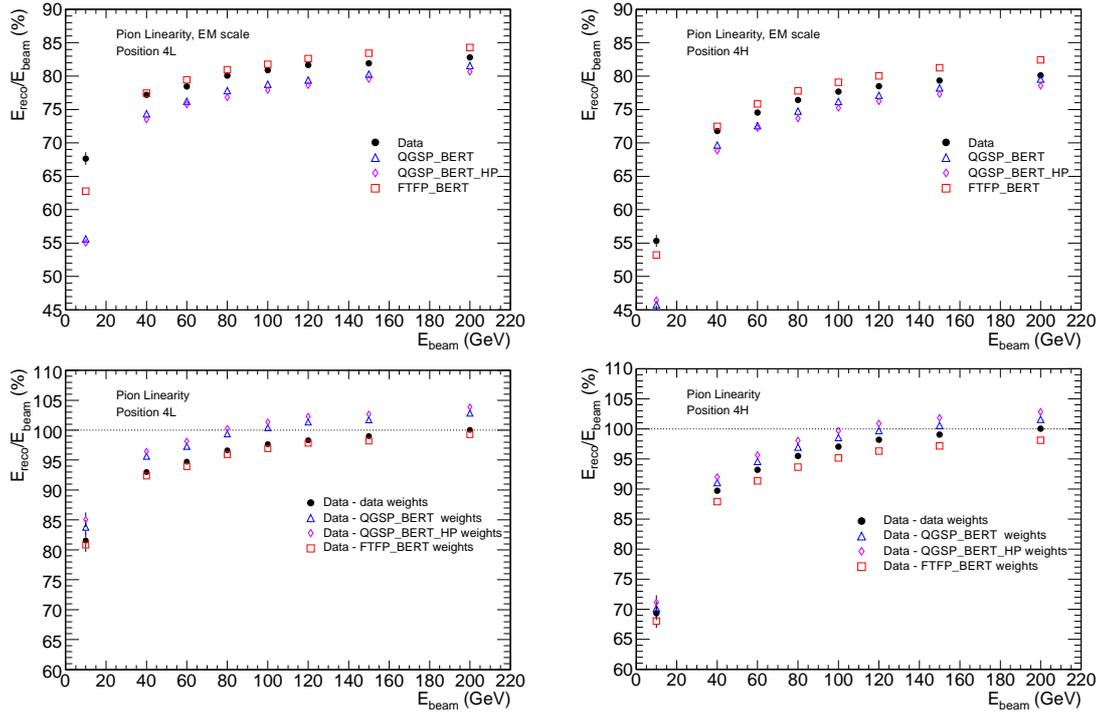 E_reco/E_beam (%)
90
85
80
75
70
65
60
55
50
45
Pion Linearity, EM scale
Position 4L
Data
QGSP_BERT
QGSP_BERT_HP
FTFP_BERT
0 20 40 60 80 100 120 140 160 180 200 220
E_beam (GeV)
E_reco/E_beam (%)
90
85
80
75
70
65
60
55
50
45
Pion Linearity, EM scale
Position 4H
Data
QGSP_BERT
QGSP_BERT_HP
FTFP_BERT
0 20 40 60 80 100 120 140 160 180 200 220
E_beam (GeV)
E_reco/E_beam (%)
110
105
100
95
90
85
80
75
70
65
60
Pion Linearity
Position 4L
Data - data weights
Data - QGSP_BERT weights
Data - QGSP_BERT_HP weights
Data - FTFP_BERT weights
0 20 40 60 80 100 120 140 160 180 200 220
E_beam (GeV)
E_reco/E_beam (%)
110
105
100
95
90
85
80
75
70
65
60
Pion Linearity
Position 4H
Data - data weights
Data - QGSP_BERT weights
Data - QGSP_BERT_HP weights
Data - FTFP_BERT weights
0 20 40 60 80 100 120 140 160 180 200 220
E_beam (GeV)